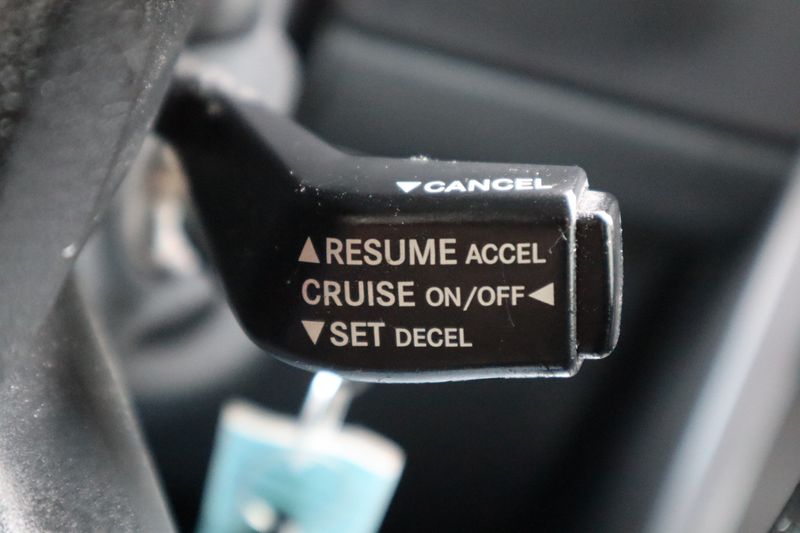 ▼CANCEL
▲RESUME ACCEL
CRUISE ON/OFF◀
▼SET DECEL